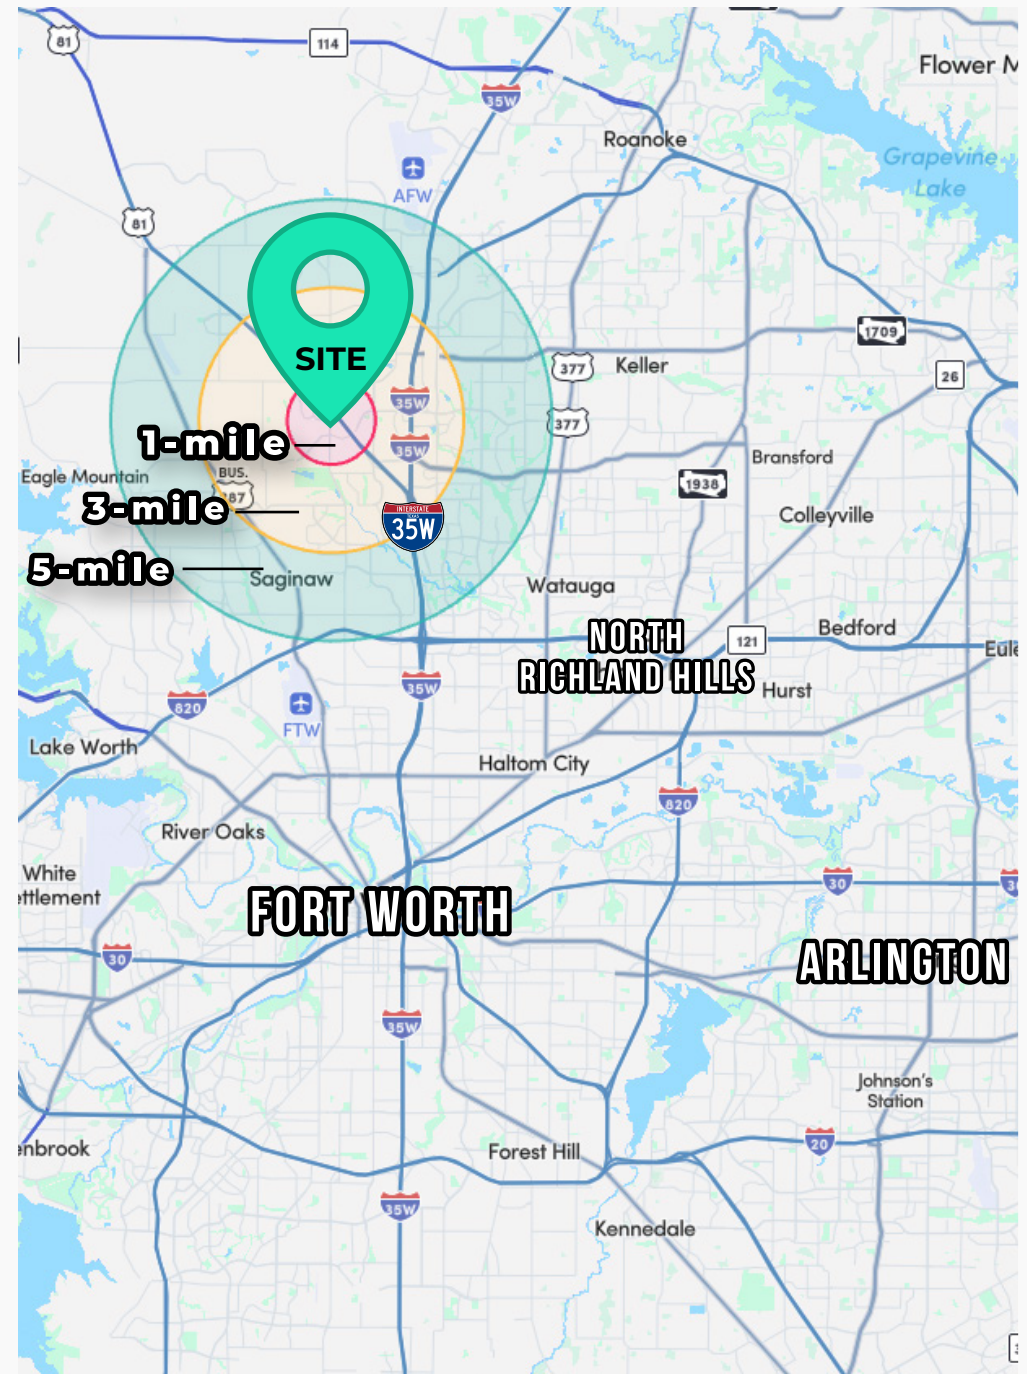 81
114
Flower M
35W
Roanoke
Grapevine
Lake
AFW
81
1709
SITE
377
Keller
26
35W
377
35W
1-mile
Bransford
Eagle Mountain
BUS.
287
1938
3-mile
INTERSTATE
TEXAS
35W
Colleyville
5-mile
Saginaw
Watauga
NORTH
RICHLAND HILLS
121
Bedford
Eule
35W
Hurst
820
FTW
Lake Worth
Haltom City
820
River Oaks
White
ettlement
30
30
FORT WORTH
30
ARLINGTON
35W
Johnson's
Station
enbrook
Forest Hill
20
35W
Kennedale